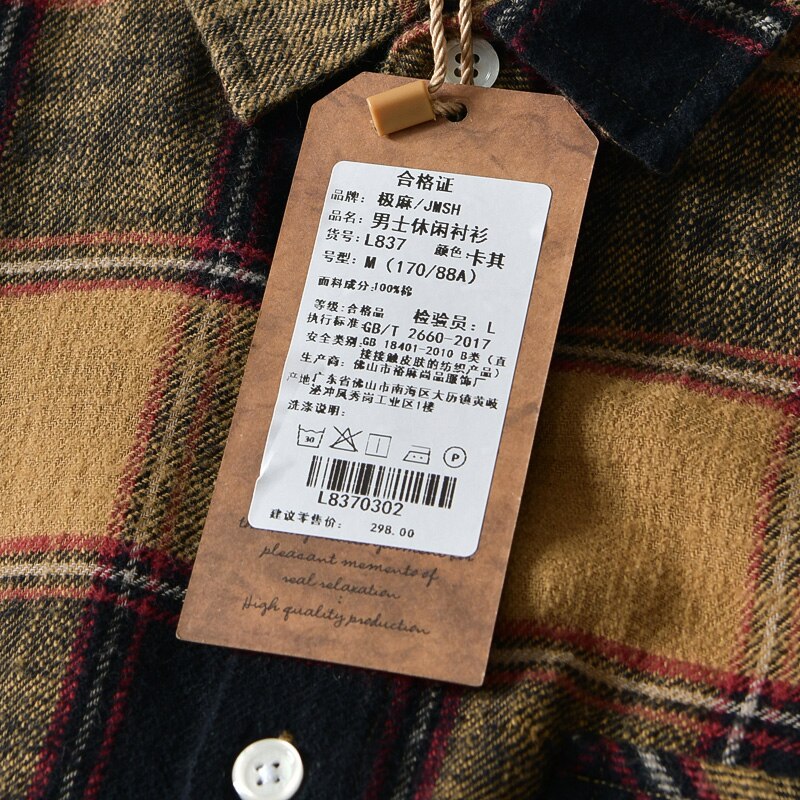 合格证
品牌: 极麻/JMSH
品名: 男士休闲衬衫
货号: L837 颜色: 卡其
号型: M (170/88A)
面料成分: 100%棉
等级: 合格品 检验员: L
执行标准: GB/T 2660-2017
安全类别: GB 18401-2010 B类 (直
接接触皮肤的纺织产品)
生产商: 佛山市裕麻尚品服饰厂
产地: 广东省佛山市南海区大历镇黄岐
泌冲凤秀岗工业区1楼
洗涤说明:
30 P
L8370302
建议零售价: 298.00
pleasant moments of
real relaxation
High quality production